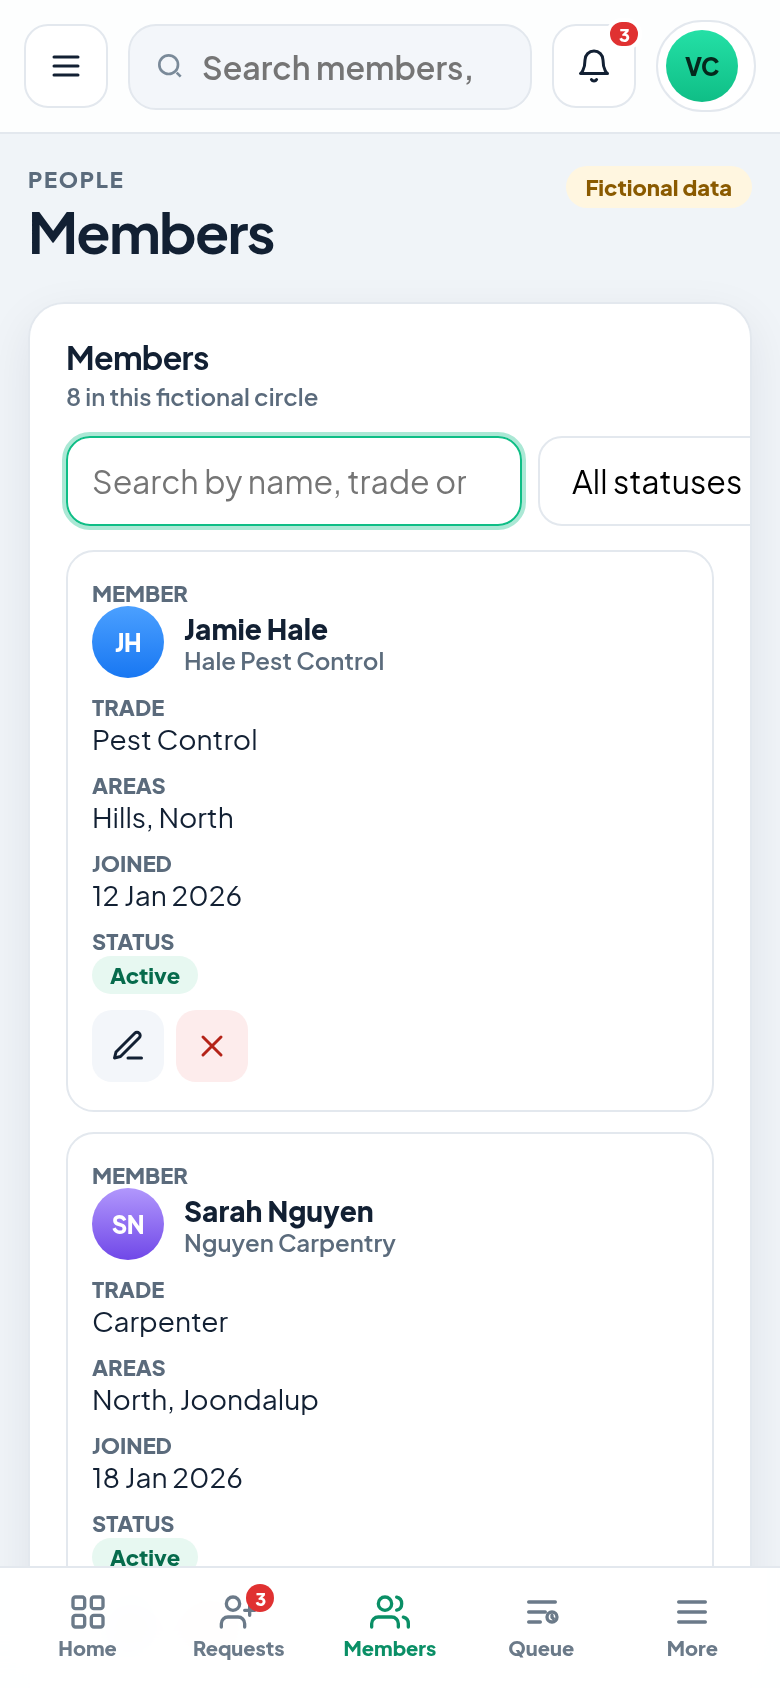 Search members,
3
VC
PEOPLE
Fictional data
Members
Members
8 in this fictional circle
Search by name, trade or
All statuses
MEMBER
JH
Jamie Hale
Hale Pest Control
TRADE
Pest Control
AREAS
Hills, North
JOINED
12 Jan 2026
STATUS
Active
MEMBER
SN
Sarah Nguyen
Nguyen Carpentry
TRADE
Carpenter
AREAS
North, Joondalup
JOINED
18 Jan 2026
STATUS
Active
3
Home
Requests
Members
Queue
More